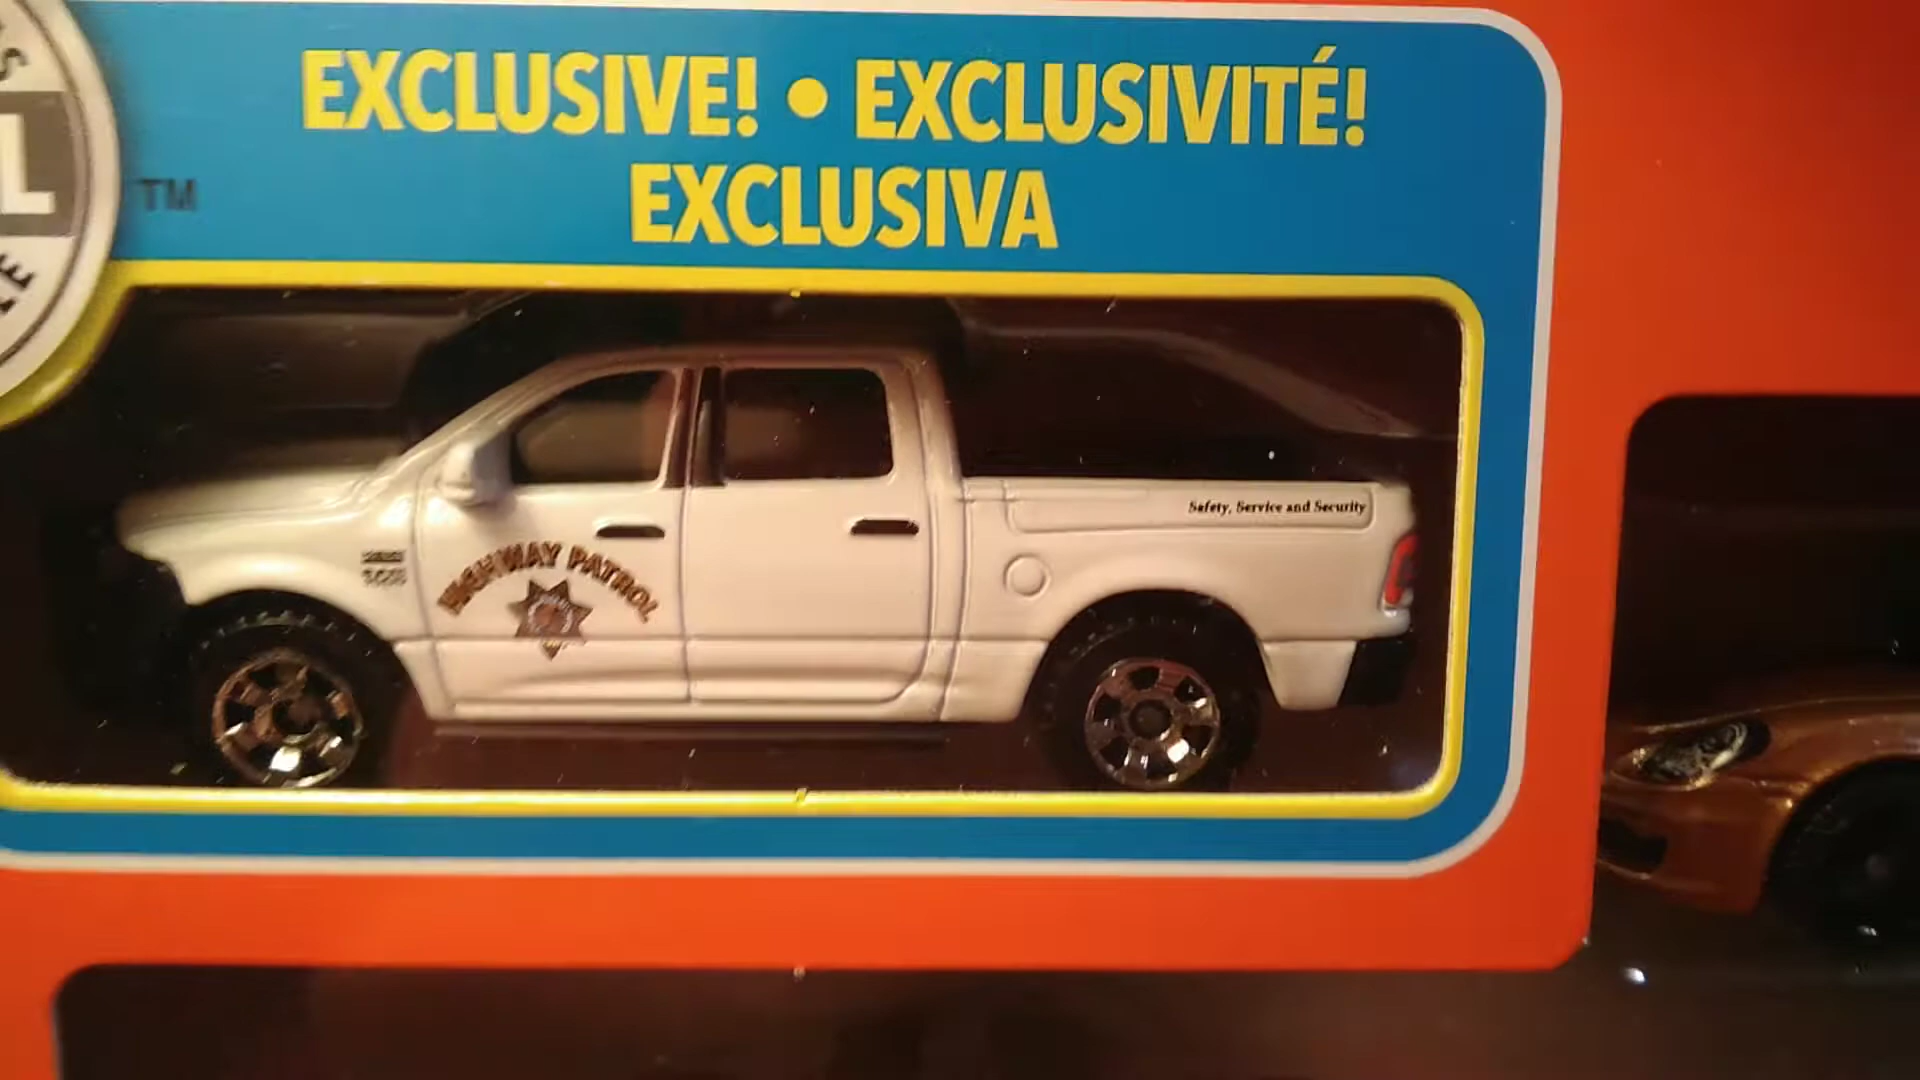 EXCLUSIVE! • EXCLUSIVITÉ!
EXCLUSIVA
TM
Safety, Service and Security
HIGHWAY PATROL